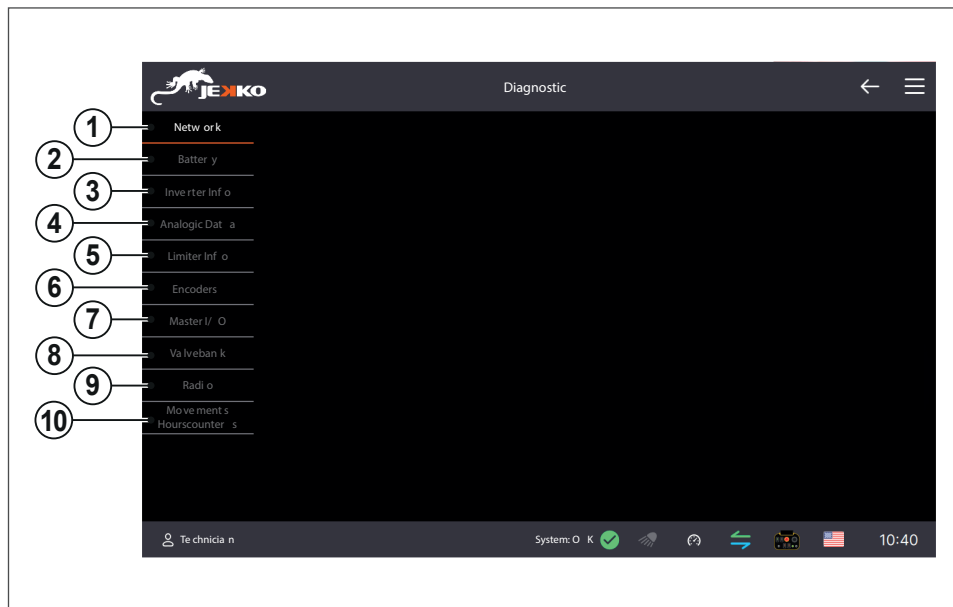 JEKKO
Diagnostic
1 Network
2 Battery
3 Inverter Info
4 Analogic Data
5 Limiter Info
6 Encoders
7 Master I/O
8 Valvebank
9 Radio
10 Movements
Hourscounters
Technician System: OK 10:40